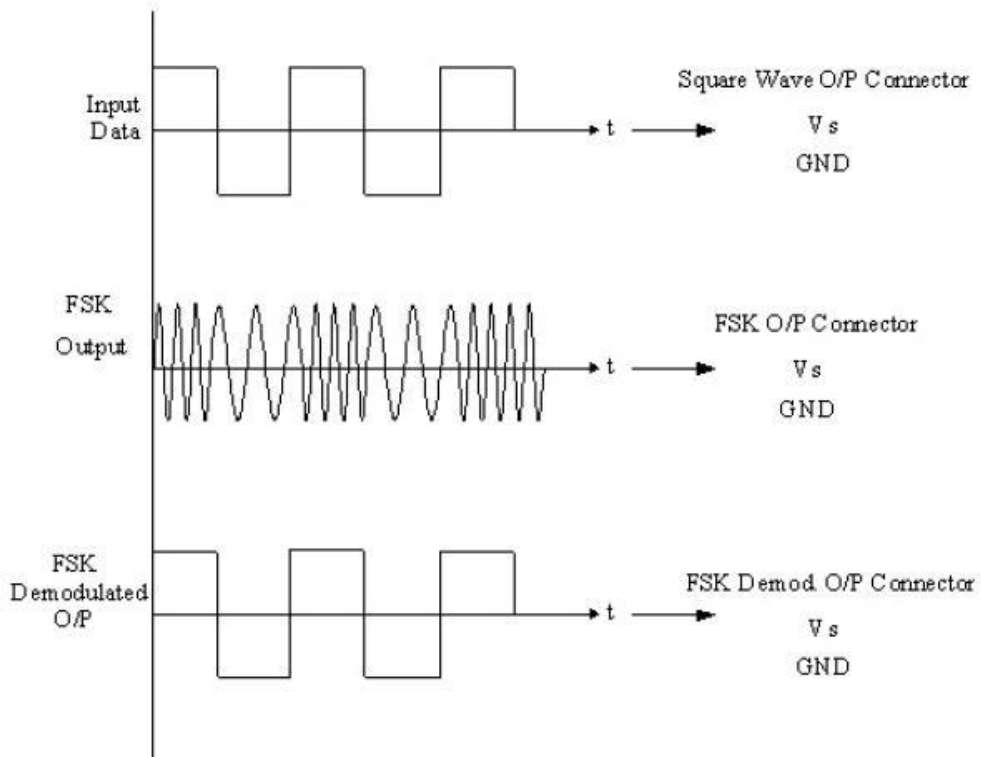 Input
Data
t
Square Wave O/P Connector
Vs
GND
FSK
Output
t
FSK O/P Connector
Vs
GND
FSK
Demodulated
O/P
t
FSK Demod. O/P Connector
Vs
GND